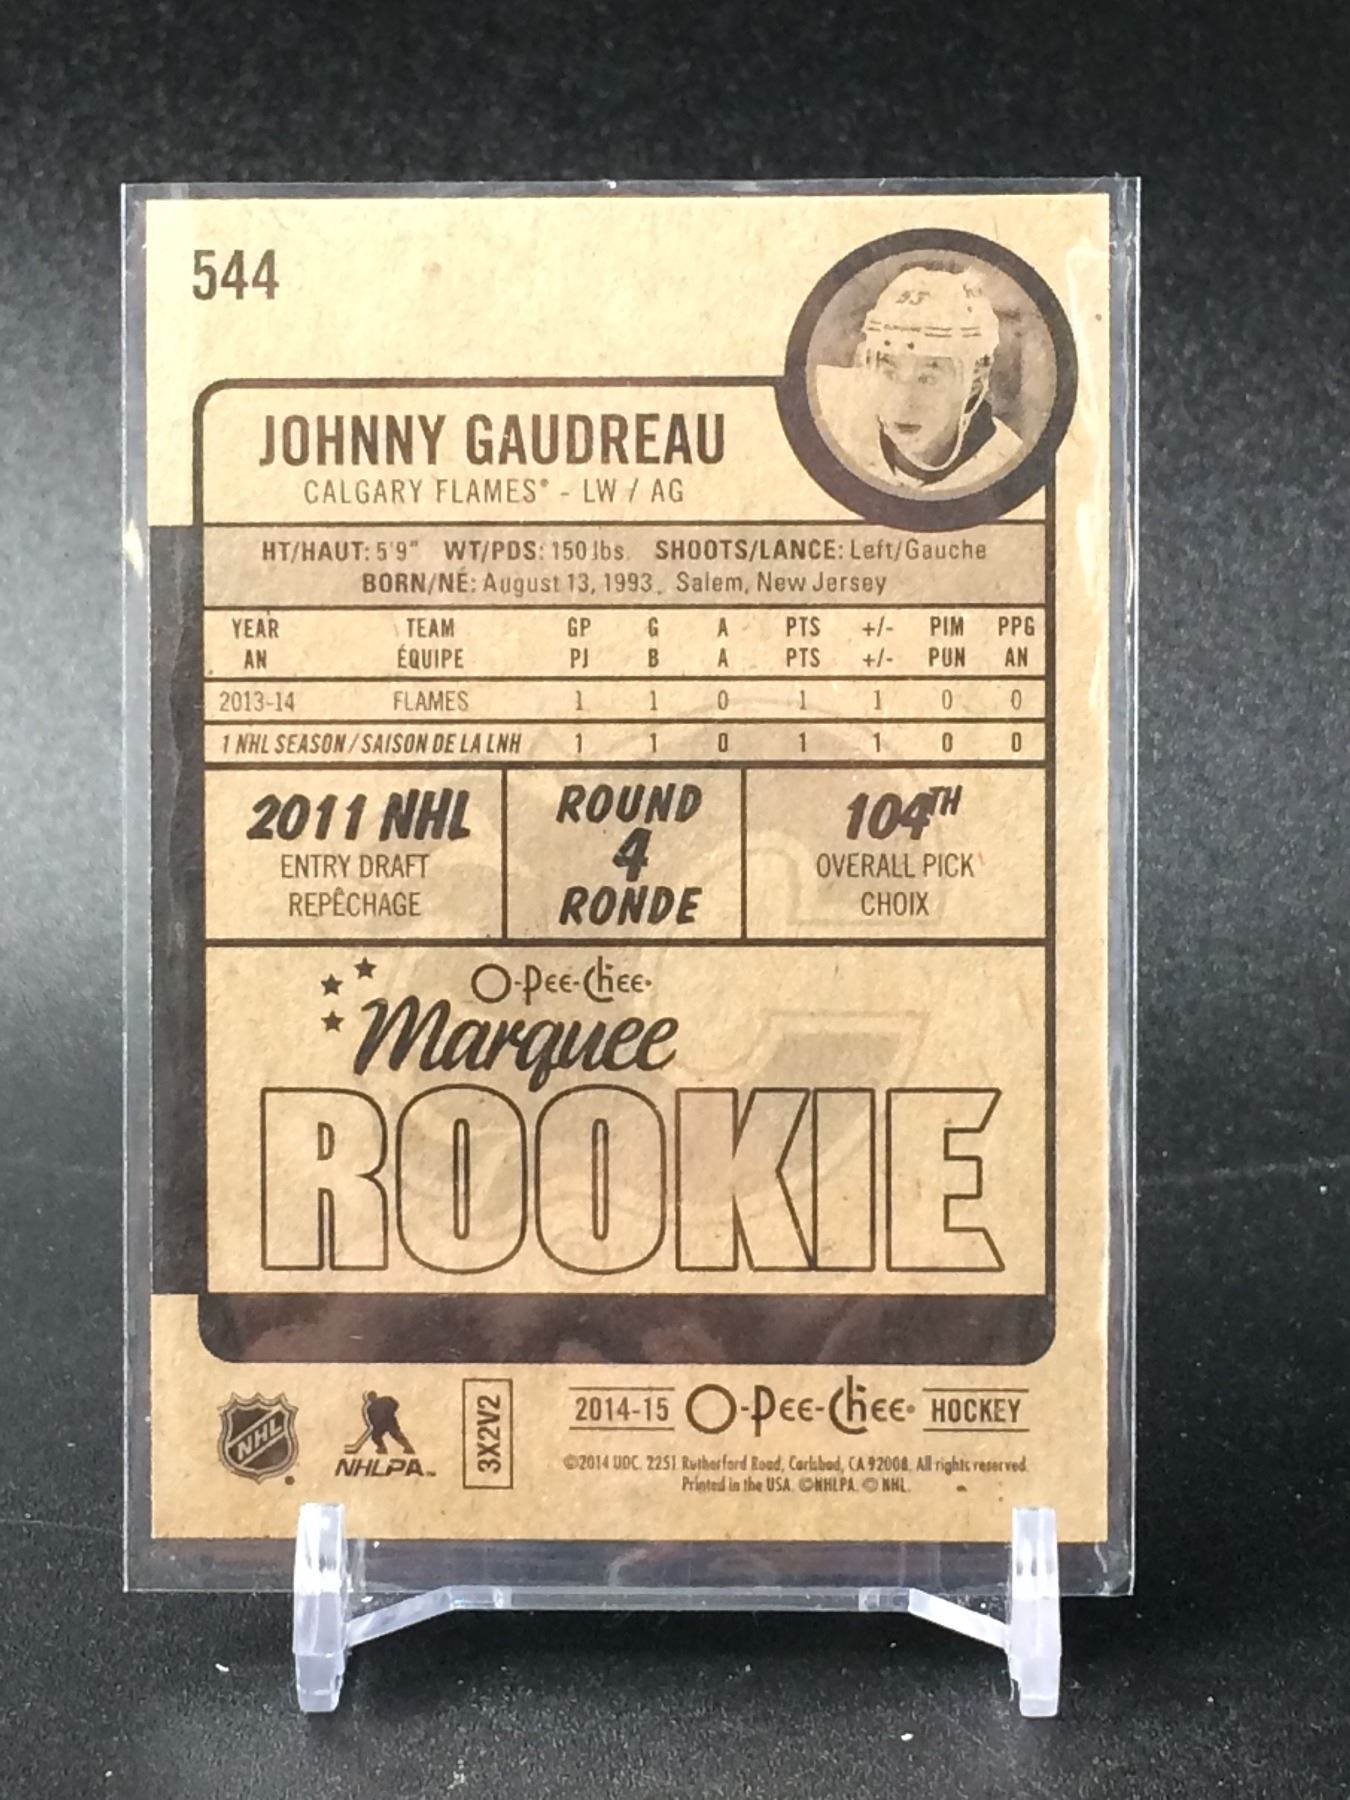 544
53
JOHNNY GAUDREAU
CALGARY FLAMES® - LW / AG
HT/HAUT: 5'9" WT/PDS: 150 lbs. SHOOTS/LANCE: Left/Gauche
BORN/NÉ: August 13, 1993, Salem, New Jersey
YEAR TEAM GP G A PTS +/- PIM PPG
AN ÉQUIPE PJ B A PTS +/- PUN AN
2013-14 FLAMES 1 1 0 1 1 0 0
1 NHL SEASON / SAISON DE LA LNH 1 1 0 1 1 0 0
2011 NHL
ENTRY DRAFT
REPÊCHAGE
ROUND
4
RONDE
104TH
OVERALL PICK
CHOIX
O-Pee-Chee
Marquee
ROOKIE
NHL
NHLPA
3X2V2
2014-15 O-Pee-Chee HOCKEY
©2014 UDC. 2251 Rutherford Road, Carlsbad, CA 92008. All rights reserved.
Printed in the USA. ©NHLPA. © NHL.